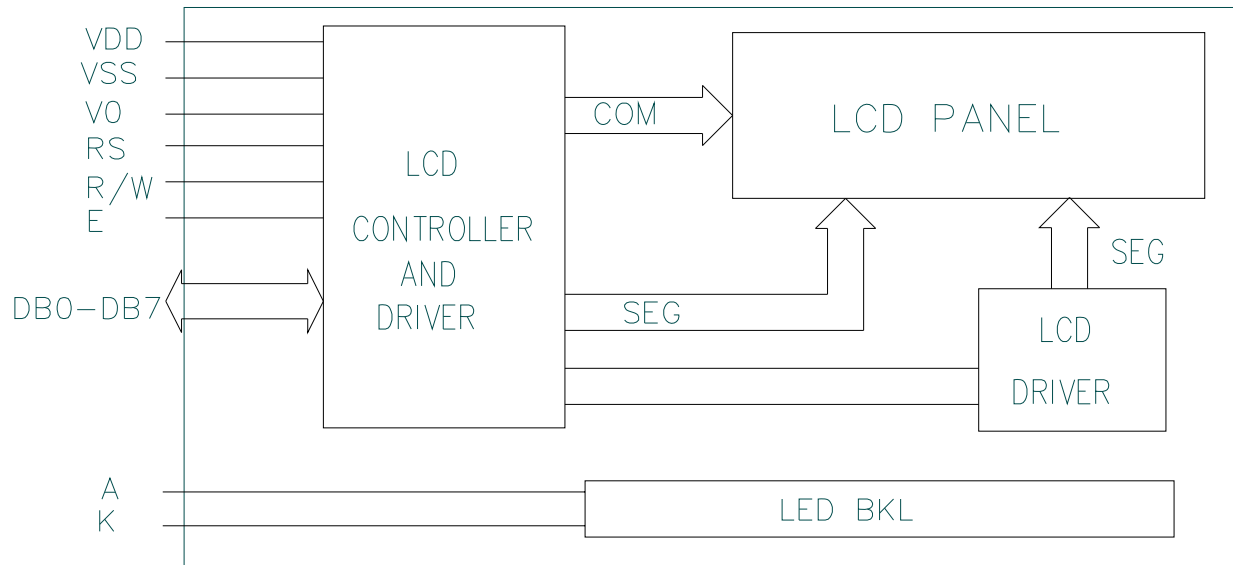 VDD
VSS
V0
RS
R/W
E
DB0-DB7
A
K
LCD
CONTROLLER
AND
DRIVER
COM
SEG
LCD PANEL
SEG
LCD
DRIVER
LED BKL